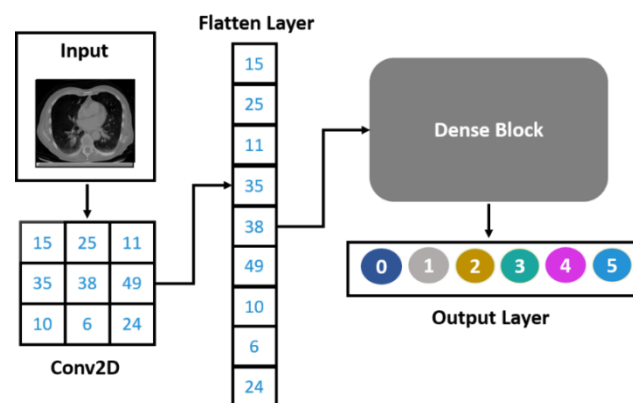 Input
15 25 11
35 38 49
10 6 24
Conv2D
Flatten Layer
15
25
11
35
38
49
10
6
24
Dense Block
0 1 2 3 4 5
Output Layer